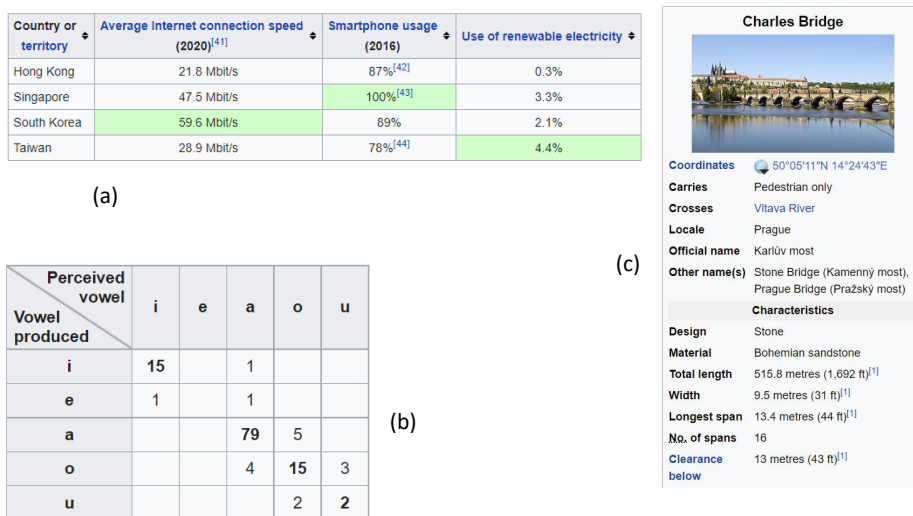 Country or territory Average Internet connection speed (2020)[41] Smartphone usage (2016) Use of renewable electricity
Hong Kong 21.8 Mbit/s 87%[42] 0.3%
Singapore 47.5 Mbit/s 100%[43] 3.3%
South Korea 59.6 Mbit/s 89% 2.1%
Taiwan 28.9 Mbit/s 78%[44] 4.4%
(a)
Perceived vowel
Vowel produced
i e a o u
i 15 1
e 1 1
a 79 5
o 4 15 3
u 2 2
(b)
(c)
Charles Bridge
Coordinates 50°05′11″N 14°24′43″E
Carries Pedestrian only
Crosses Vltava River
Locale Prague
Official name Karlův most
Other name(s) Stone Bridge (Kamenný most),
Prague Bridge (Pražský most)
Characteristics
Design Stone
Material Bohemian sandstone
Total length 515.8 metres (1,692 ft)[1]
Width 9.5 metres (31 ft)[1]
Longest span 13.4 metres (44 ft)[1]
No. of spans 16
Clearance below 13 metres (43 ft)[1]